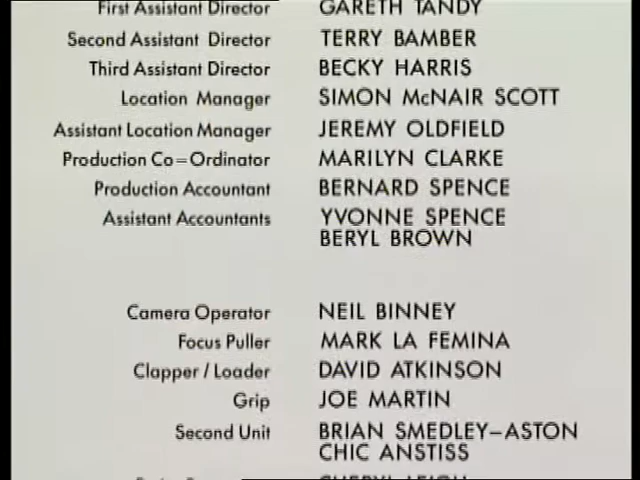 First Assistant Director GARETH TANDY
Second Assistant Director TERRY BAMBER
Third Assistant Director BECKY HARRIS
Location Manager SIMON McNAIR SCOTT
Assistant Location Manager JEREMY OLDFIELD
Production Co=Ordinator MARILYN CLARKE
Production Accountant BERNARD SPENCE
Assistant Accountants YVONNE SPENCE
BERYL BROWN
Camera Operator NEIL BINNEY
Focus Puller MARK LA FEMINA
Clapper / Loader DAVID ATKINSON
Grip JOE MARTIN
Second Unit BRIAN SMEDLEY–ASTON
CHIC ANSTISS
CHERYL LEIGH